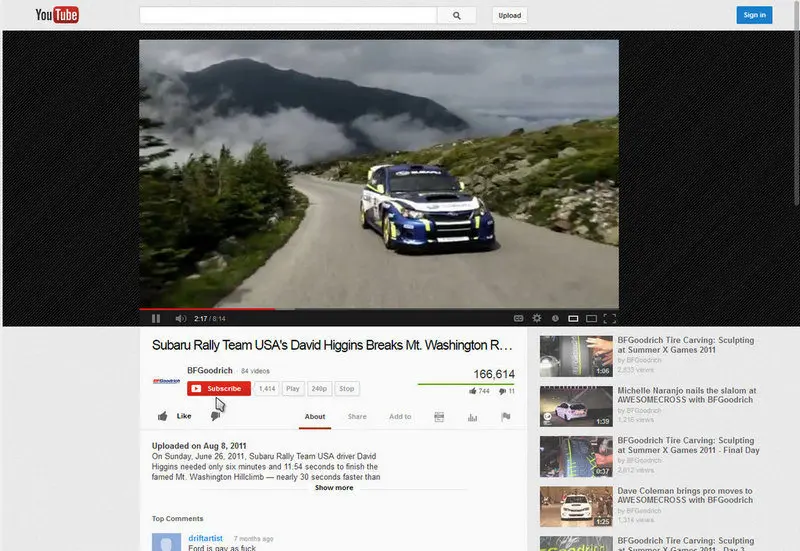 YouTube
Upload
Sign in
SUBARU
2:17 / 8:14
Subaru Rally Team USA's David Higgins Breaks Mt. Washington R...
BFGoodrich 84 videos
BFGoodrich
Subscribe 1,414 Play 240p Stop
166,614
744 11
Like
About Share Add to
Uploaded on Aug 8, 2011
On Sunday, June 26, 2011, Subaru Rally Team USA driver David
Higgins needed only six minutes and 11:54 seconds to finish the
famed Mt. Washington Hillclimb — nearly 30 seconds faster than
Show more
Top Comments
driftartist 7 months ago
Ford is gay as fuck
BFGoodrich Tire Carving: Sculpting
at Summer X Games 2011
by BFGoodrich
2,833 views
1:06
Michelle Naranjo nails the slalom at
AWESOMECROSS with BFGoodrich
by BFGoodrich
1,216 views
1:39
BFGoodrich Tire Carving: Sculpting
at Summer X Games 2011 - Final Day
by BFGoodrich
2,612 views
0:37
Dave Coleman brings pro moves to
AWESOMECROSS with BFGoodrich
by BFGoodrich
1,314 views
1:25
BFGoodrich Tire Carving: Sculpting
at Summer X Games 2011 - Day 3